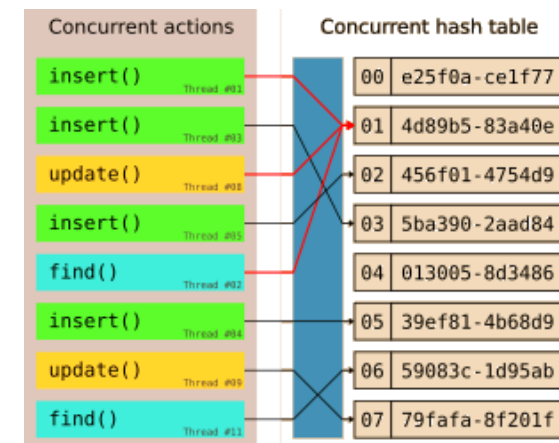 Concurrent actions
Concurrent hash table
insert()
Thread #01
00 e25f0a-ce1f77
insert()
Thread #03
01 4d89b5-83a40e
update()
Thread #08
02 456f01-4754d9
insert()
Thread #05
03 5ba390-2aad84
find()
Thread #02
04 013005-8d3486
insert()
Thread #04
05 39ef81-4b68d9
update()
Thread #09
06 59083c-1d95ab
find()
Thread #11
07 79fafa-8f201f